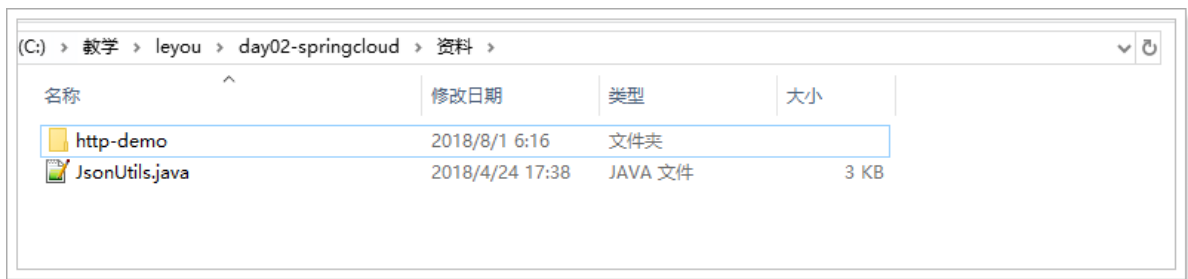 (C:) › 教学 › leyou › day02-springcloud › 资料 ›
名称 修改日期 类型 大小
http-demo 2018/8/1 6:16 文件夹
JsonUtils.java 2018/4/24 17:38 JAVA 文件 3 KB